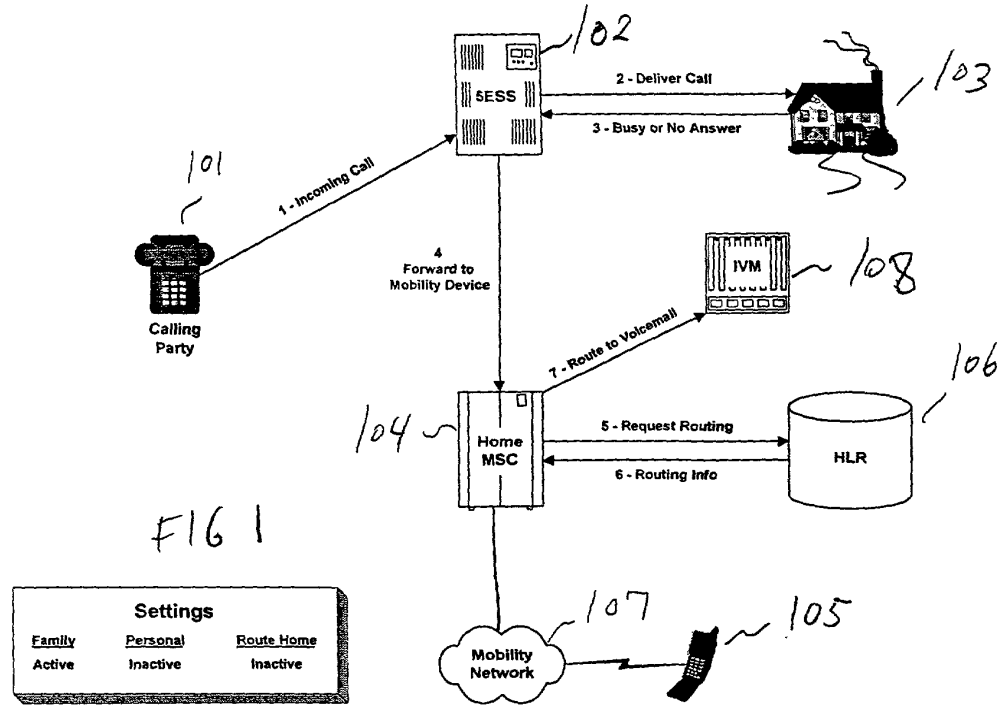 102
5ESS
2 - Deliver Call
3 - Busy or No Answer
103
101
1 - Incoming Call
Calling
Party
4
Forward to
Mobility Device
IVM
108
7 - Route to Voicemail
104
Home
MSC
5 - Request Routing
6 - Routing Info
HLR
106
FIG 1
Settings
Family Personal Route Home
Active Inactive Inactive
107
Mobility
Network
105